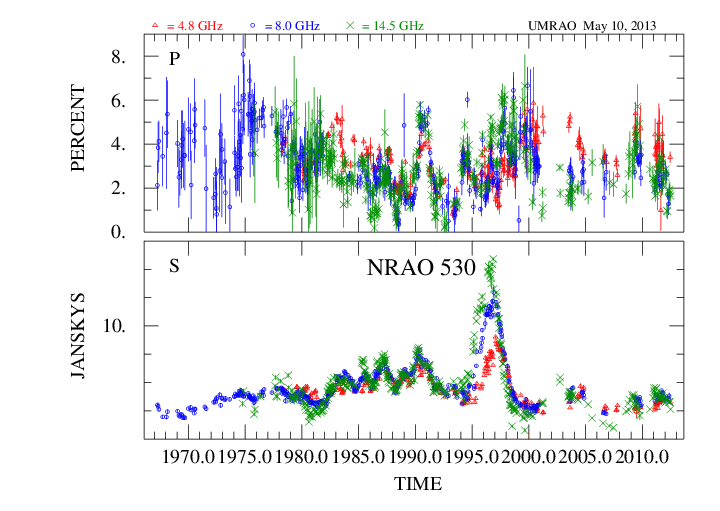 = 4.8 GHz = 8.0 GHz = 14.5 GHz UMRAO May 10, 2013
P
8.
6.
4.
2.
0.
PERCENT
S
NRAO 530
10.
JANSKYS
1970.0 1975.0 1980.0 1985.0 1990.0 1995.0 2000.0 2005.0 2010.0
TIME